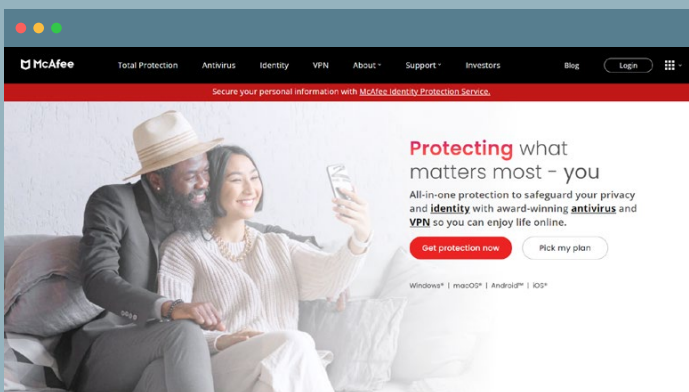 McAfee
Total Protection Antivirus Identity VPN About Support Investors Blog Login
Secure your personal information with McAfee Identity Protection Service.
Protecting what
matters most - you
All-in-one protection to safeguard your privacy
and identity with award-winning antivirus and
VPN so you can enjoy life online.
Get protection now Pick my plan
Windows® | macOS® | Android™ | iOS®